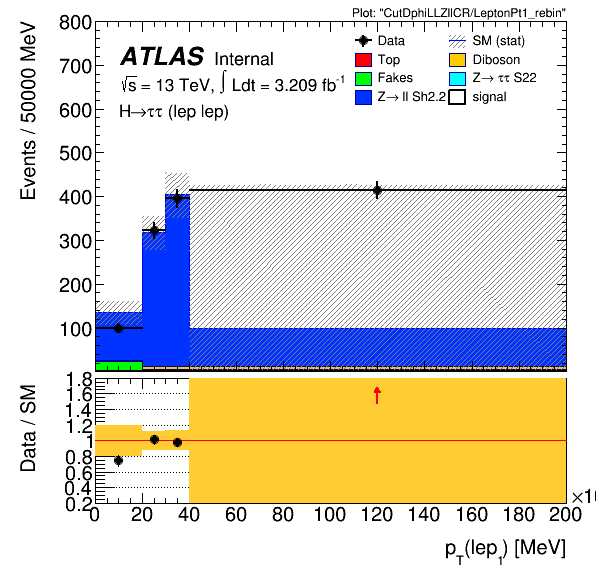 Plot: "CutDphiLLZllCR/LeptonPt1_rebin"
Events / 50000 MeV
800
700
600
500
400
300
200
100
ATLAS Internal
√s = 13 TeV, ∫ Ldt = 3.209 fb⁻¹
H→ττ (lep lep)
Data
SM (stat)
Top
Diboson
Fakes
Z→ ττ S22
Z→ ll Sh2.2
signal
Data / SM
1.8
1.6
1.4
1.2
1
0.8
0.6
0.4
0.2
0 20 40 60 80 100 120 140 160 180 200
p_T(lep_1) [MeV]